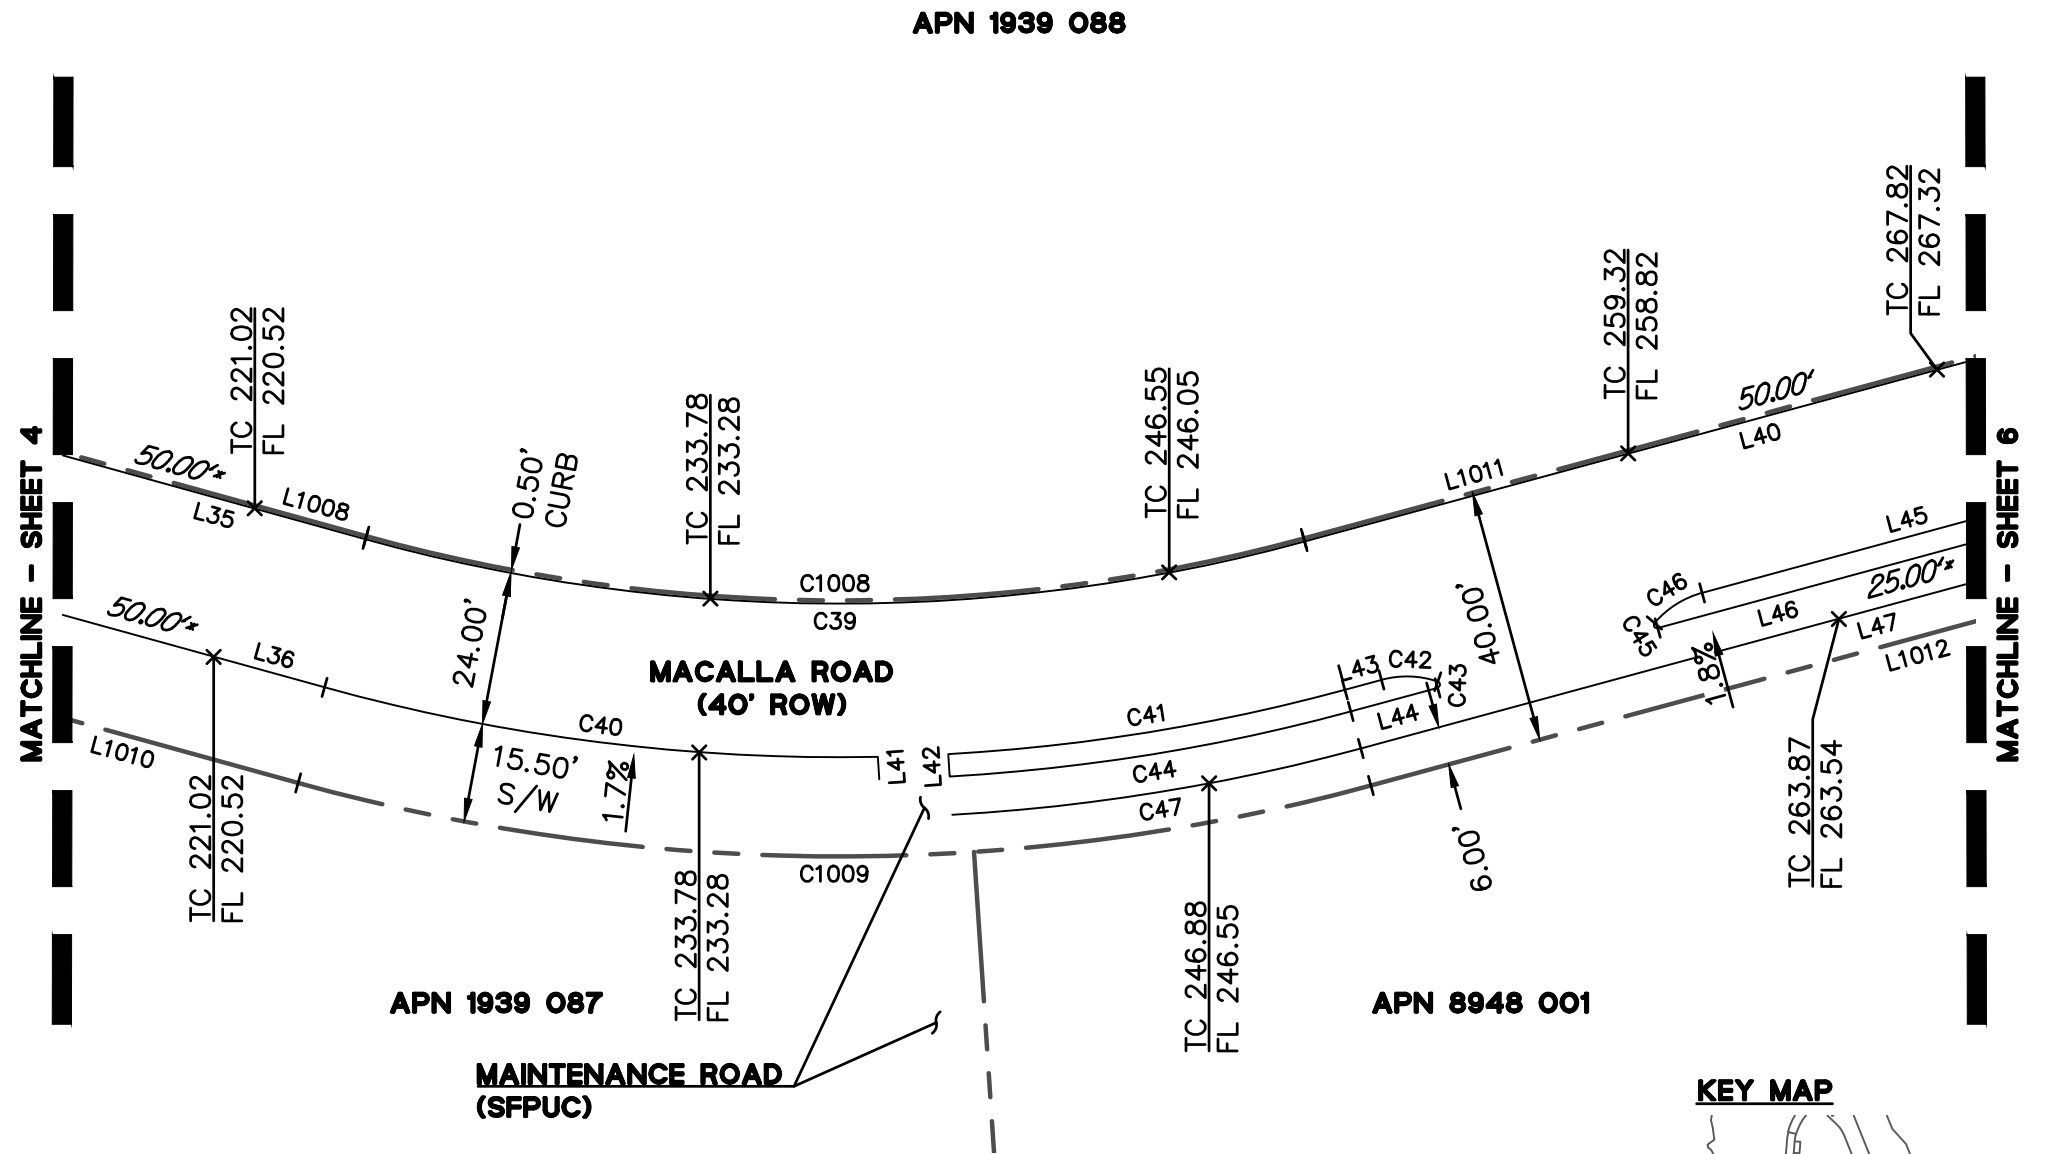 APN 1939 088
MATCHLINE - SHEET 4
MATCHLINE - SHEET 6
TC 221.02
FL 220.52
TC 233.78
FL 233.28
TC 246.55
FL 246.05
TC 259.32
FL 258.82
TC 267.82
FL 267.32
50.00'*
L35
L1008
0.50'
CURB
C1008
C39
L1011
50.00'
L40
50.00'*
L36
24.00'
MACALLA ROAD
(40' ROW)
40.00'
L45
25.00'*
C46
C45
L46
L47
L1012
1.8%
L43
C42
C43
L44
C41
C40
L41
L42
C44
C47
L1010
15.50'
S/W
1.7%
C1009
6.00'
TC 221.02
FL 220.52
TC 233.78
FL 233.28
TC 246.88
FL 246.55
TC 263.87
FL 263.54
APN 1939 087
APN 8948 001
MAINTENANCE ROAD
(SFPUC)
KEY MAP